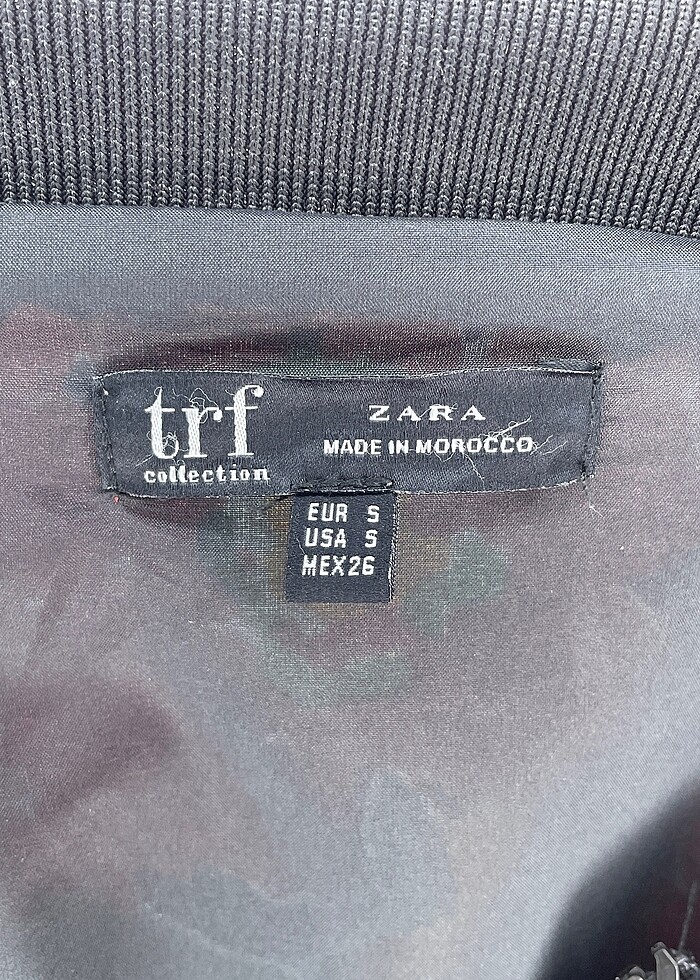 trf
collection
ZARA
MADE IN MOROCCO
EUR S
USA S
MEX26